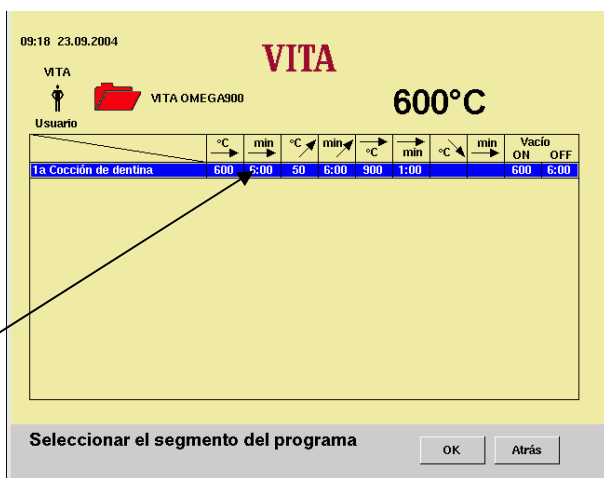 09:18 23.09.2004
VITA
VITA
VITA OMEGA900
600°C
Usuario
°C min °C min °C min °C min Vacío
ON OFF
1a Cocción de dentina 600 6:00 50 6:00 900 1:00 600 6:00
Seleccionar el segmento del programa
OK Atrás